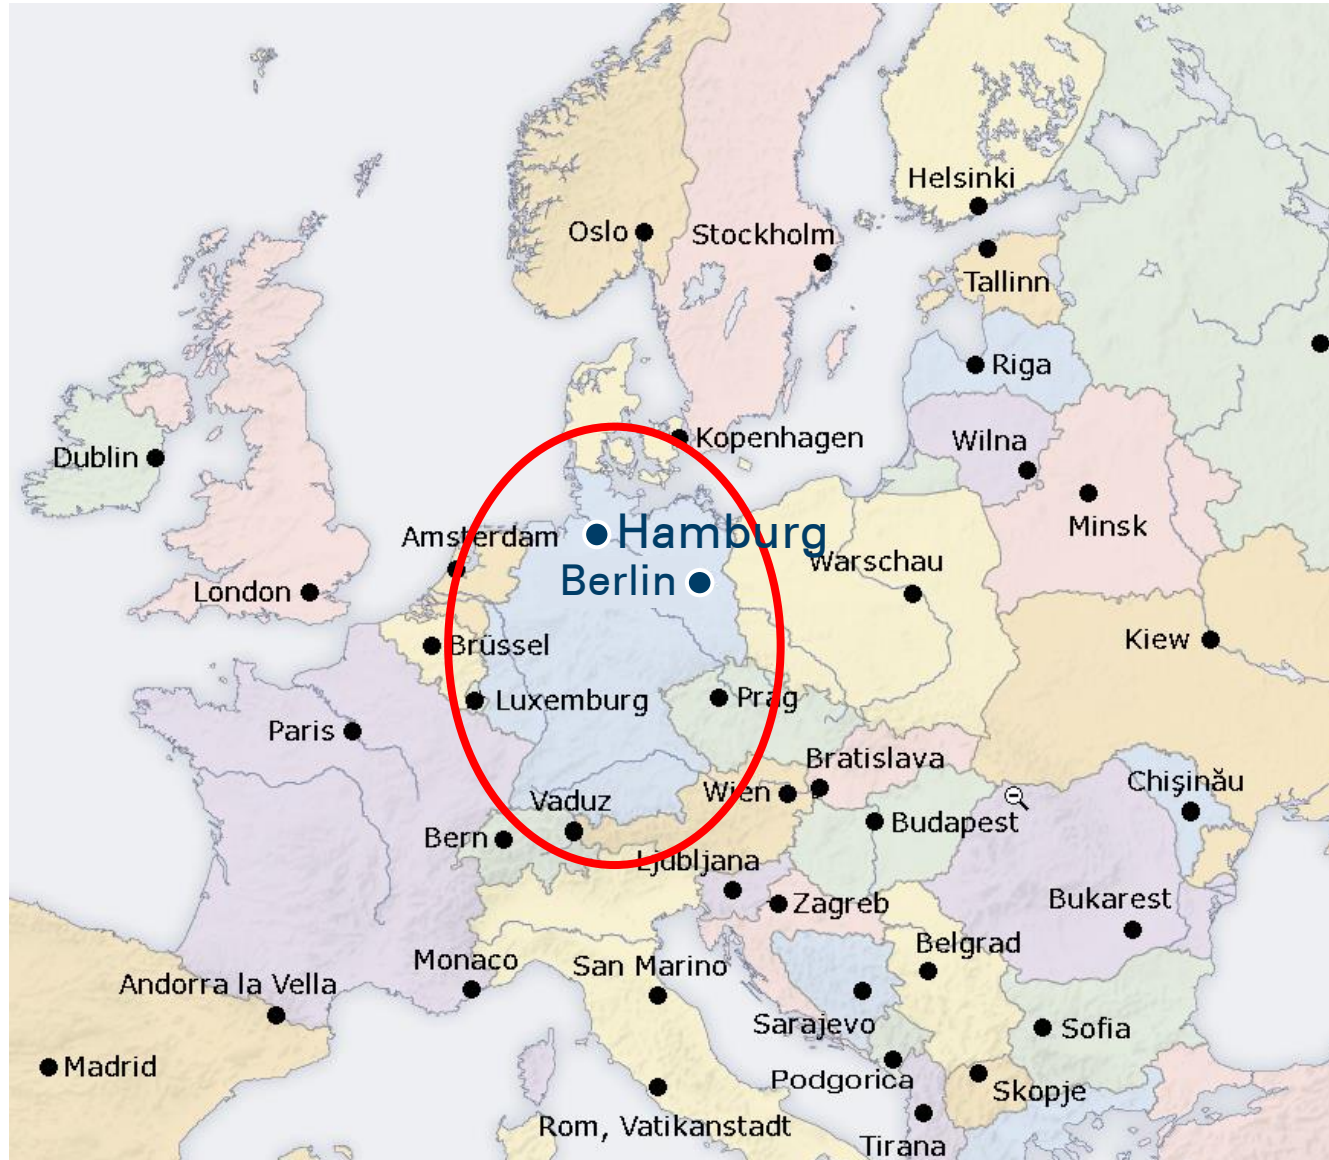 Helsinki
Oslo
Stockholm
Tallinn
Riga
Kopenhagen
Wilna
Dublin
Minsk
Hamburg
Amsterdam
Warschau
Berlin
London
Kiew
Brüssel
Prag
Luxemburg
Paris
Bratislava
Chişinău
Wien
Vaduz
Budapest
Bern
Ljubljana
Bukarest
Zagreb
Belgrad
Monaco
San Marino
Andorra la Vella
Sarajevo
Sofia
Madrid
Podgorica
Skopje
Rom, Vatikanstadt
Tirana